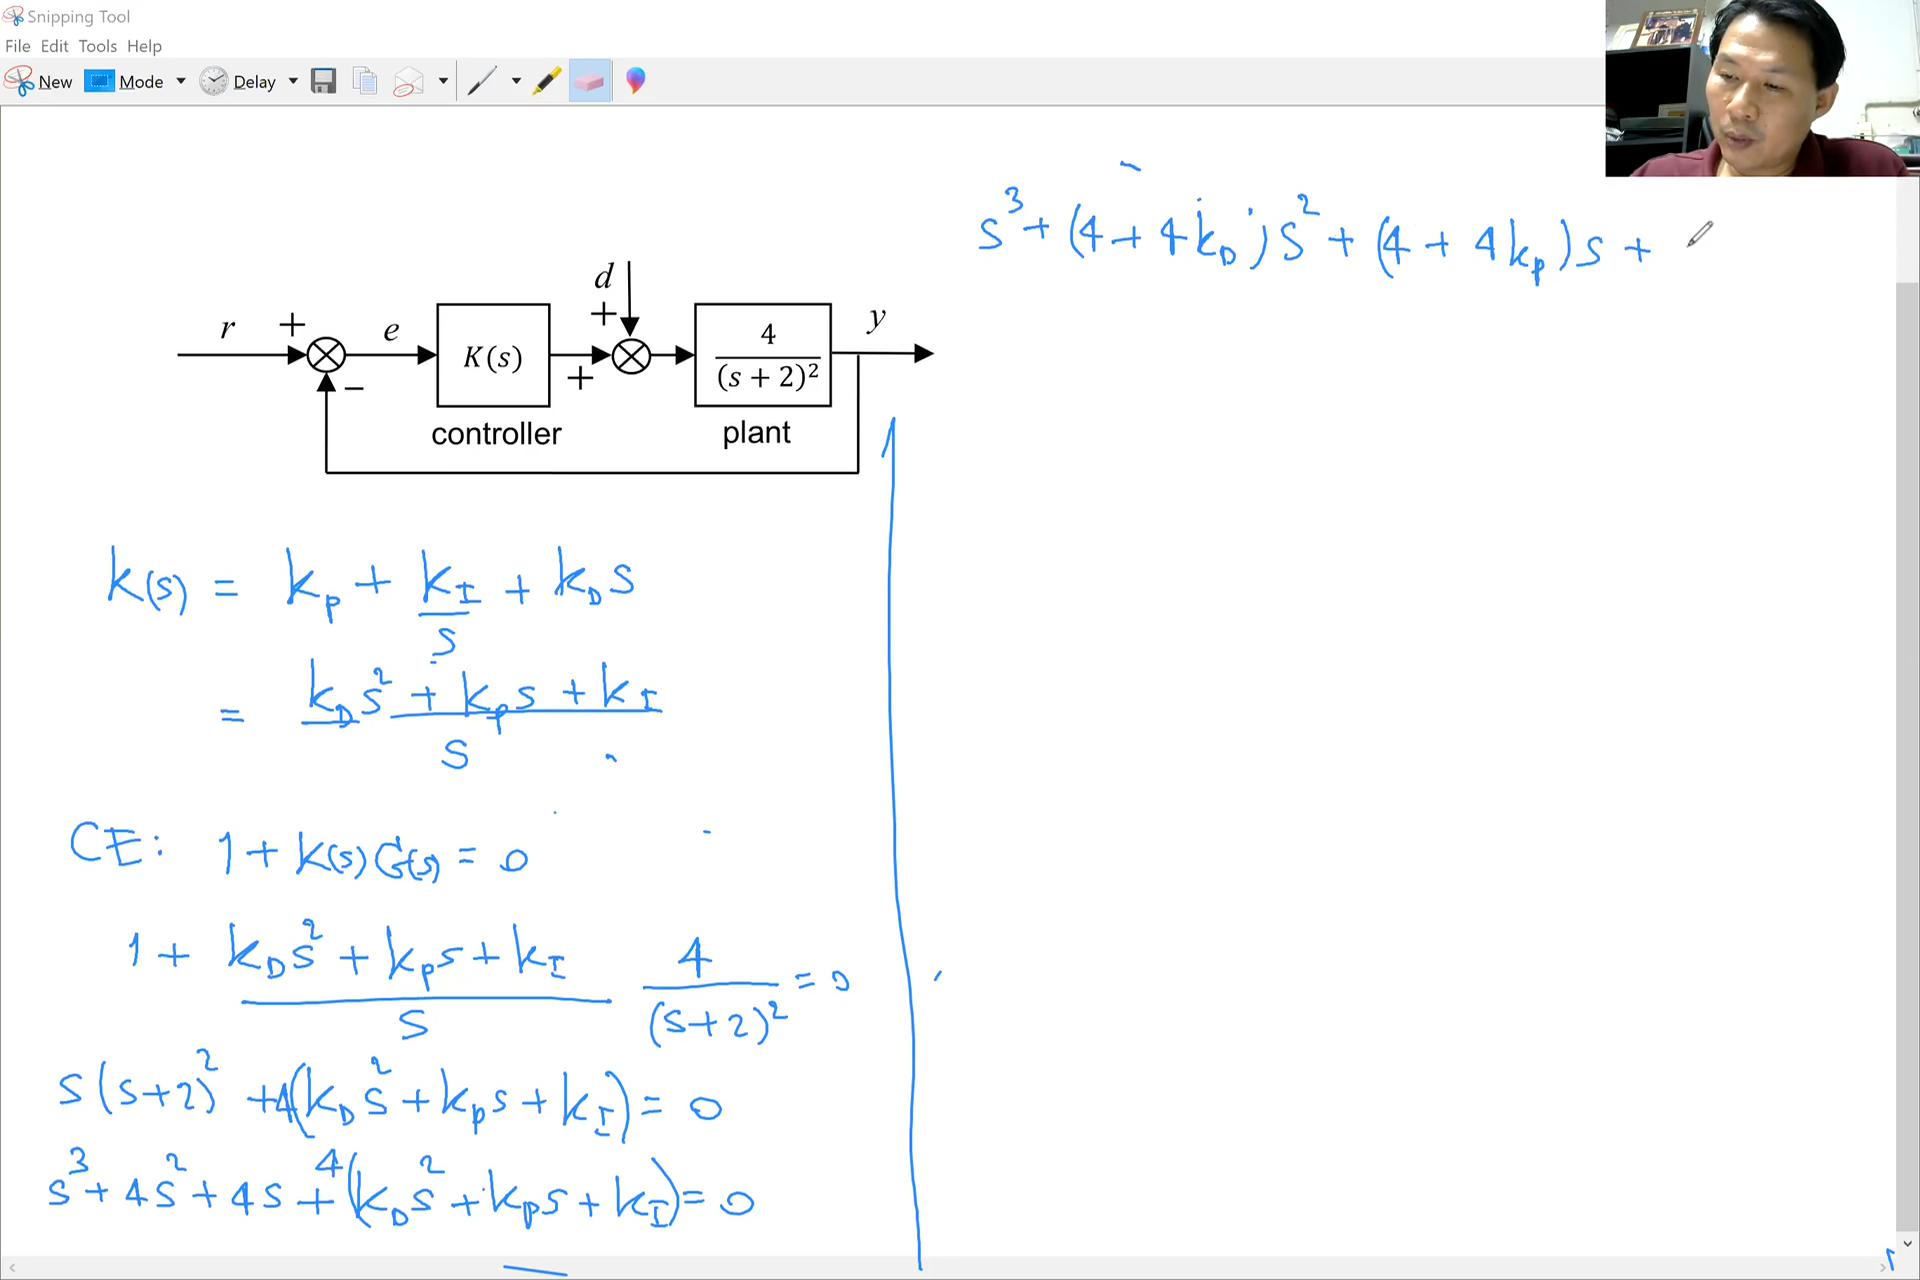 Snipping Tool
File Edit Tools Help
New Mode Delay
s³ + (4 + 4k_D)s² + (4 + 4k_p)s +
r + e K(s) + d + 4/(s + 2)² y
−
controller plant
k(s) = k_p + k_I/s + k_D s
= (k_D s² + k_p s + k_I)/s
CE: 1 + k(s)G(s) = 0
1 + (k_D s² + k_p s + k_I)/s 4/(s+2)² = 0
s(s+2)² + 4(k_D s² + k_p s + k_I) = 0
s³ + 4s² + 4s + 4(k_D s² + k_p s + k_I) = 0